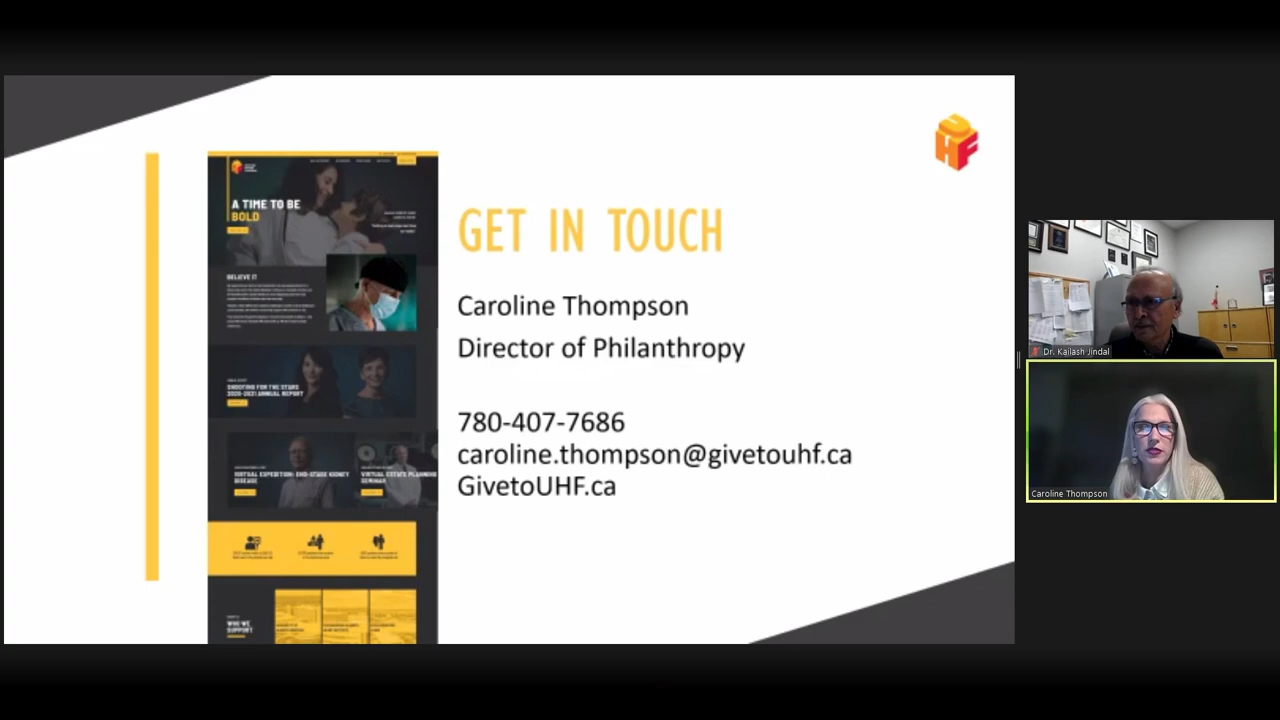 UHF
A TIME TO BE
BOLD
BELIEVE IT
SHOOTING FOR THE STARS
2020-2021 ANNUAL REPORT
VIRTUAL EXPEDITION: END-STAGE KIDNEY
DISEASE
VIRTUAL ESTATE PLANNING
SEMINAR
WHO WE
SUPPORT
GET IN TOUCH
Caroline Thompson
Director of Philanthropy
780-407-7686
caroline.thompson@givetouhf.ca
GivetoUHF.ca
Dr. Kailash Jindal
Caroline Thompson